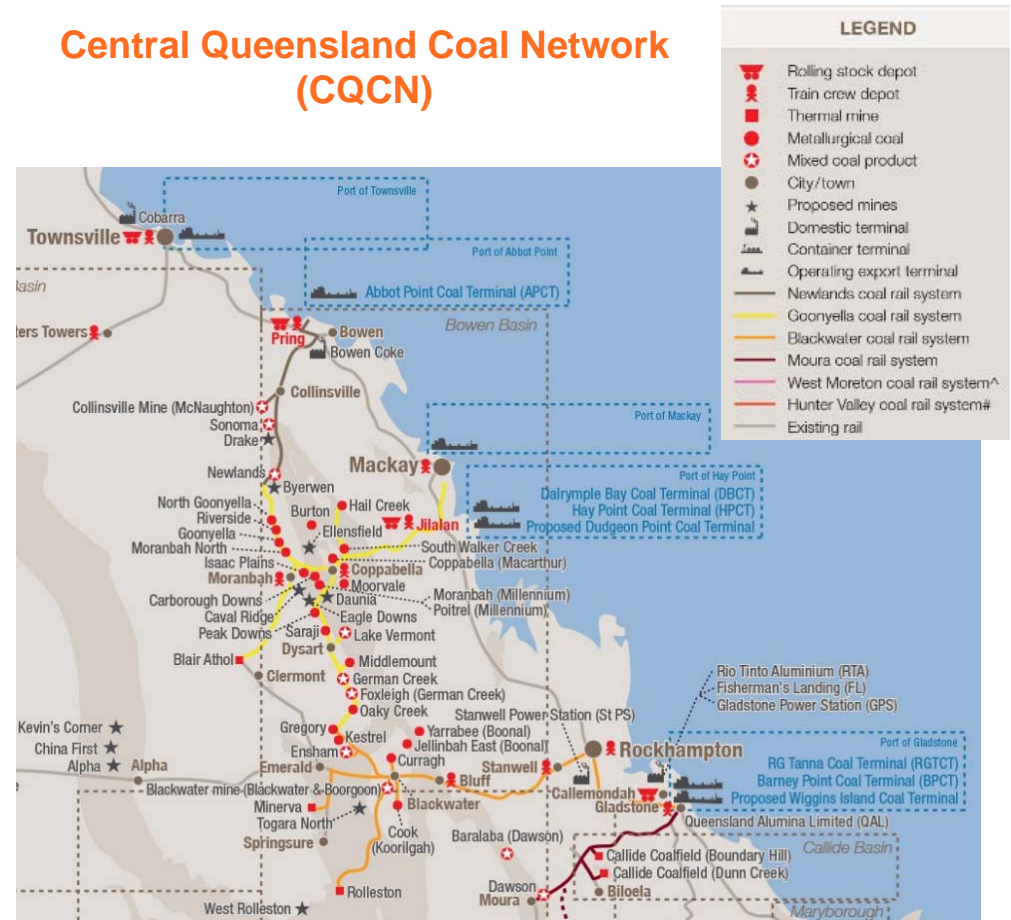 Central Queensland Coal Network
(CQCN)
LEGEND
Rolling stock depot
Train crew depot
Thermal mine
Metallurgical coal
Mixed coal product
City/town
Proposed mines
Domestic terminal
Container terminal
Operating export terminal
Newlands coal rail system
Goonyella coal rail system
Blackwater coal rail system
Moura coal rail system
West Moreton coal rail system^
Hunter Valley coal rail system#
Existing rail
Port of Townsville
Cobarra
Townsville
Port of Abbot Point
Abbot Point Coal Terminal (APCT)
asin
Bowen Basin
ters Towers
Pring
Bowen
Bowen Coke
Collinsville
Collinsville Mine (McNaughton)
Sonoma
Drake
Port of Mackay
Mackay
Newlands
Byerwen
Port of Hay Point
Dalrymple Bay Coal Terminal (DBCT)
Hay Point Coal Terminal (HPCT)
Proposed Dudgeon Point Coal Terminal
North Goonyella
Riverside
Goonyella
Moranbah North
Burton
Hail Creek
Ellensfield
Jilalan
South Walker Creek
Coppabella (Macarthur)
Isaac Plains
Moranbah
Coppabella
Moorvale
Carborough Downs
Caval Ridge
Daunia
Moranbah (Millennium)
Poitrel (Millennium)
Eagle Downs
Peak Downs
Saraji
Lake Vermont
Dysart
Blair Athol
Clermont
Middlemount
German Creek
Foxleigh (German Creek)
Oaky Creek
Rio Tinto Aluminium (RTA)
Fisherman's Landing (FL)
Gladstone Power Station (GPS)
Stanwell Power Station (St PS)
Kevin's Corner
China First
Alpha
Alpha
Gregory
Kestrel
Ensham
Yarrabee (Boonal)
Jellinbah East (Boonal)
Curragh
Emerald
Rockhampton
Stanwell
Bluff
Port of Gladstone
RG Tanna Coal Terminal (RGTCT)
Barney Point Coal Terminal (BPCT)
Proposed Wiggins Island Coal Terminal
Blackwater mine (Blackwater & Boorgoon)
Callemondah
Gladstone
Minerva
Togara North
Blackwater
Queensland Alumina Limited (QAL)
Springsure
Cook
(Koorilgah)
Baralaba (Dawson)
Callide Basin
Callide Coalfield (Boundary Hill)
Callide Coalfield (Dunn Creek)
Rolleston
Dawson
Moura
Biloela
West Rolleston
Maryborough